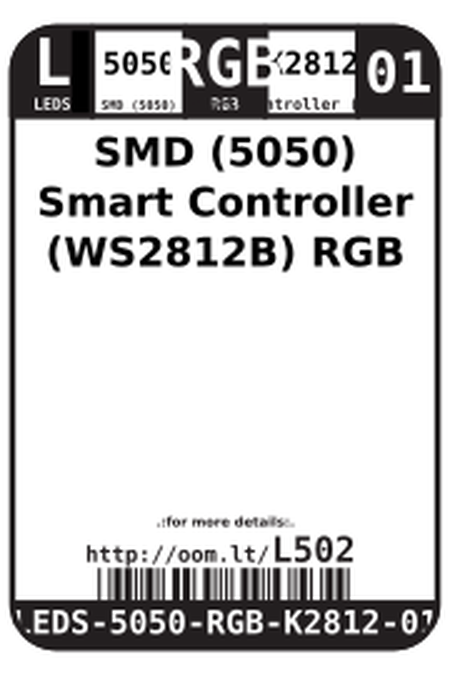 L 5050 RGB K2812 01
LEDS SMD (5050) RGB ntroller
SMD (5050)
Smart Controller
(WS2812B) RGB
.:for more details:.
http://oom.lt/L502
LEDS-5050-RGB-K2812-01